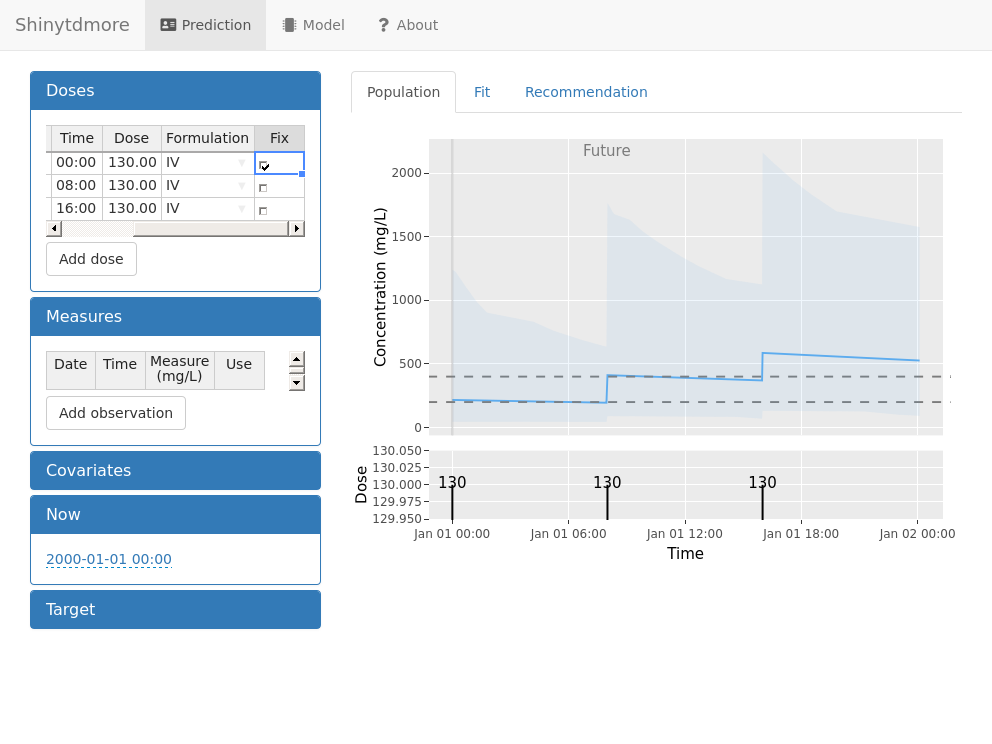 Shinytdmore Prediction Model ? About
Doses
Time Dose Formulation Fix
00:00 130.00 IV
08:00 130.00 IV
16:00 130.00 IV
Add dose
Measures
Date Time Measure (mg/L) Use
Add observation
Covariates
Now
2000-01-01 00:00
Target
Population Fit Recommendation
Future
Concentration (mg/L)
2000
1500
1000
500
0
Dose
130.050
130.025
130.000
129.975
129.950
130 130 130
Jan 01 00:00 Jan 01 06:00 Jan 01 12:00 Jan 01 18:00 Jan 02 00:00
Time